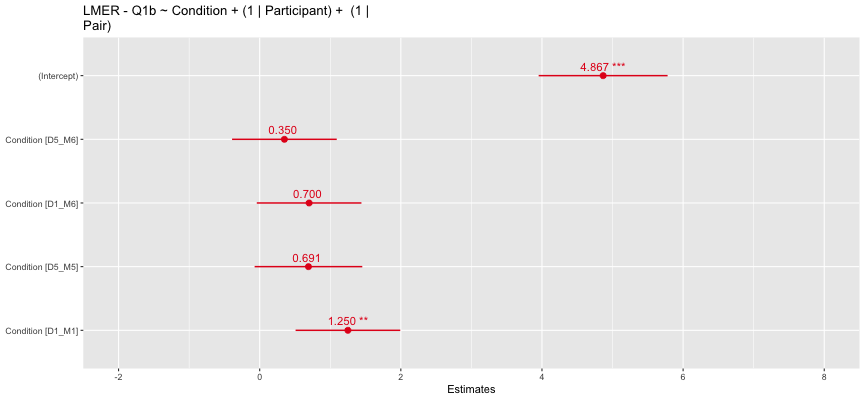 LMER - Q1b ~ Condition + (1 | Participant) +  (1 |
Pair)
(Intercept)
4.867 ***
Condition [D5_M6]
0.350
Condition [D1_M6]
0.700
Condition [D5_M5]
0.691
Condition [D1_M1]
1.250 **
-2 0 2 4 6 8
Estimates